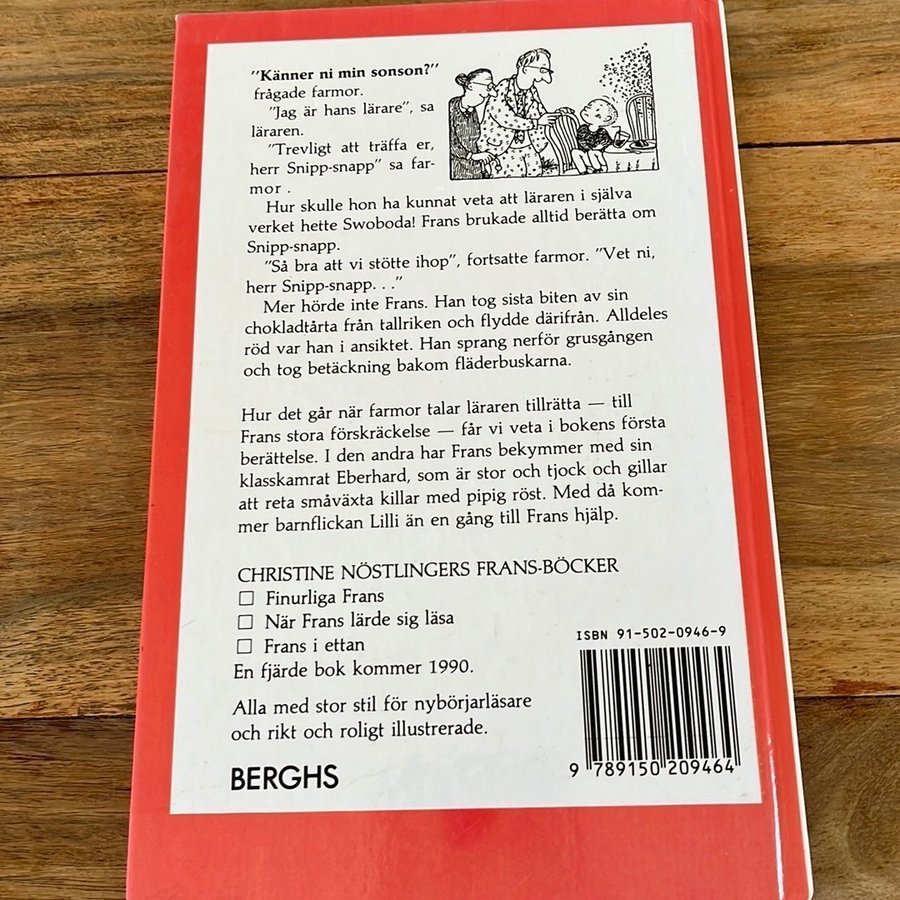 "Känner ni min sonson?"
frågade farmor.
"Jag är hans lärare", sa
läraren.
"Trevligt att träffa er,
herr Snipp-snapp" sa far-
mor .
Hur skulle hon ha kunnat veta att läraren i själva
verket hette Swoboda! Frans brukade alltid berätta om
Snipp-snapp.
"Så bra att vi stötte ihop", fortsatte farmor. "Vet ni,
herr Snipp-snapp. . ."
Mer hörde inte Frans. Han tog sista biten av sin
chokladtårta från tallriken och flydde därifrån. Alldeles
röd var han i ansiktet. Han sprang nerför grusgången
och tog betäckning bakom fläderbuskarna.
Hur det går när farmor talar läraren tillrätta — till
Frans stora förskräckelse — får vi veta i bokens första
berättelse. I den andra har Frans bekymmer med sin
klasskamrat Eberhard, som är stor och tjock och gillar
att reta småväxta killar med pipig röst. Med då kom-
mer barnflickan Lilli än en gång till Frans hjälp.
CHRISTINE NÖSTLINGERS FRANS-BÖCKER
☐ Finurliga Frans
☐ När Frans lärde sig läsa
☐ Frans i ettan
En fjärde bok kommer 1990.
Alla med stor stil för nybörjarläsare
och rikt och roligt illustrerade.
BERGHS
ISBN 91-502-0946-9
9 789150 209464